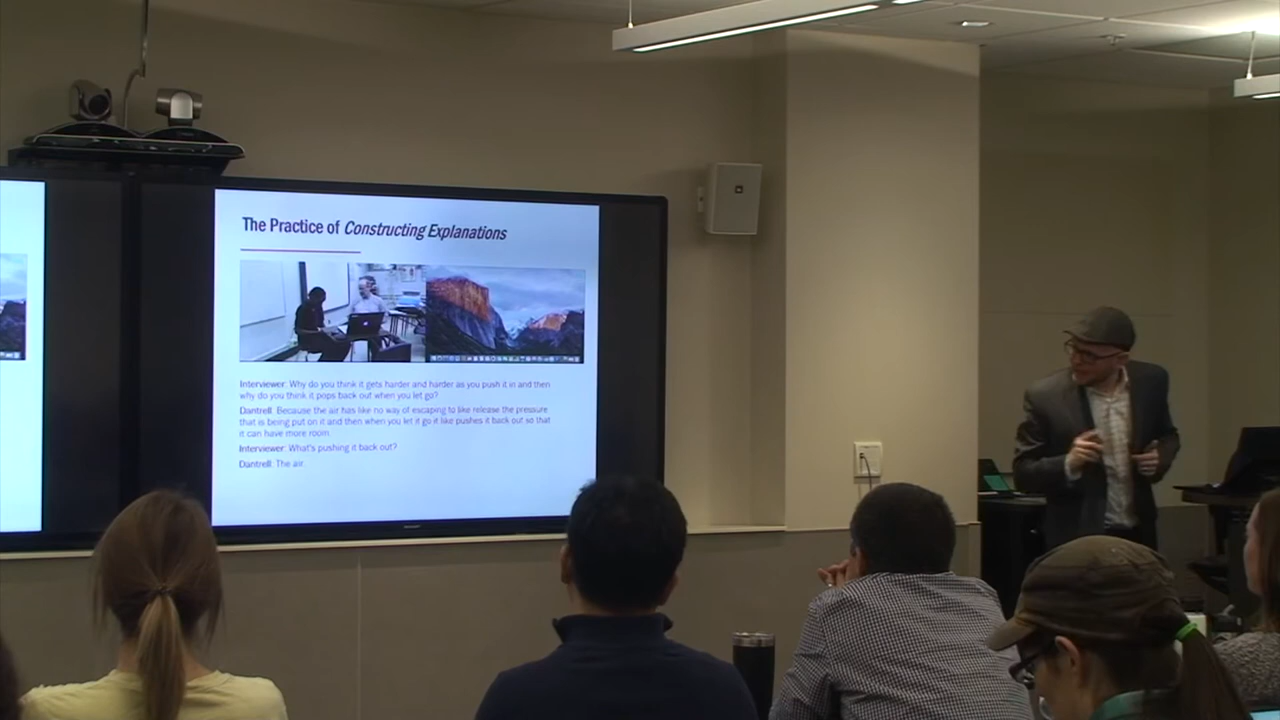 The Practice of Constructing Explanations
Interviewer: Why do you think it gets harder and harder as you push it in and then
why do you think it pops back out when you let go?
Dantrell: Because the air has like no way of escaping to like release the pressure
that is being put on it and then when you let it go it like pushes it back out so that
it can have more room.
Interviewer: What's pushing it back out?
Dantrell: The air.